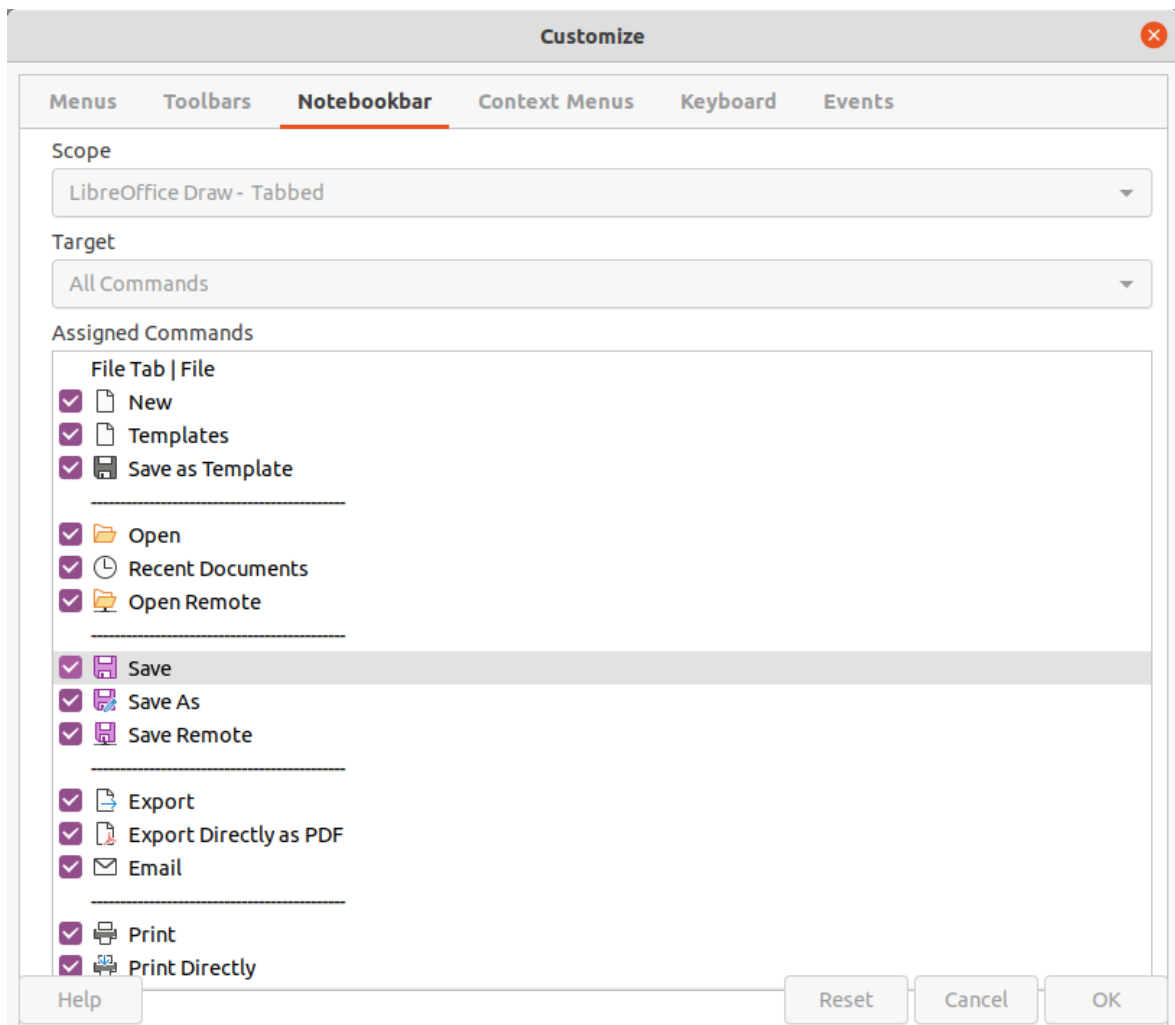 Customize
Menus Toolbars Notebookbar Context Menus Keyboard Events
Scope
LibreOffice Draw - Tabbed
Target
All Commands
Assigned Commands
File Tab | File
New
Templates
Save as Template
Open
Recent Documents
Open Remote
Save
Save As
Save Remote
Export
Export Directly as PDF
Email
Print
Print Directly
Help Reset Cancel OK